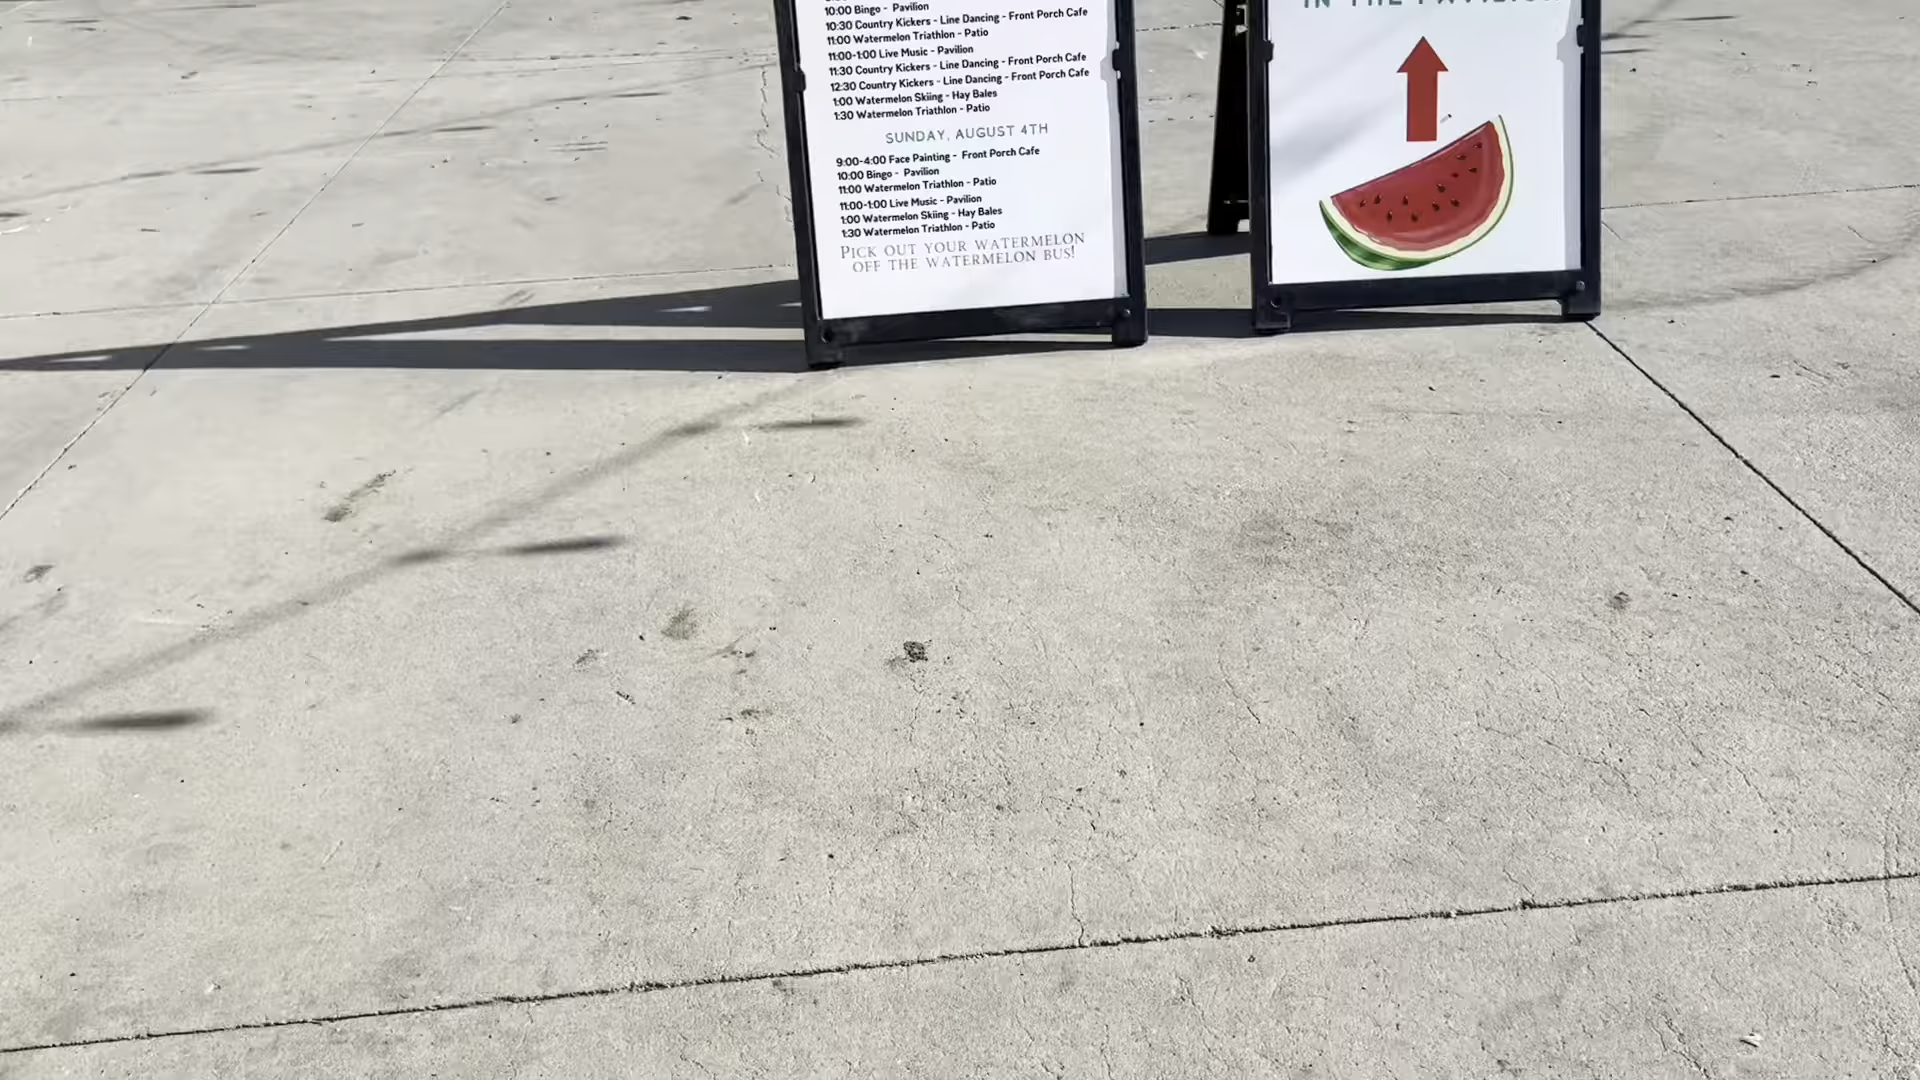 10:00 Bingo - Pavilion
10:30 Country Kickers - Line Dancing - Front Porch Cafe
11:00 Watermelon Triathlon - Patio
11:00-1:00 Live Music - Pavilion
11:30 Country Kickers - Line Dancing - Front Porch Cafe
12:30 Country Kickers - Line Dancing - Front Porch Cafe
1:00 Watermelon Skiing - Hay Bales
1:30 Watermelon Triathlon - Patio
SUNDAY, AUGUST 4TH
9:00-4:00 Face Painting - Front Porch Cafe
10:00 Bingo - Pavilion
11:00 Watermelon Triathlon - Patio
11:00-1:00 Live Music - Pavilion
1:00 Watermelon Skiing - Hay Bales
1:30 Watermelon Triathlon - Patio
PICK OUT YOUR WATERMELON
OFF THE WATERMELON BUS!
IN THE PAVILION